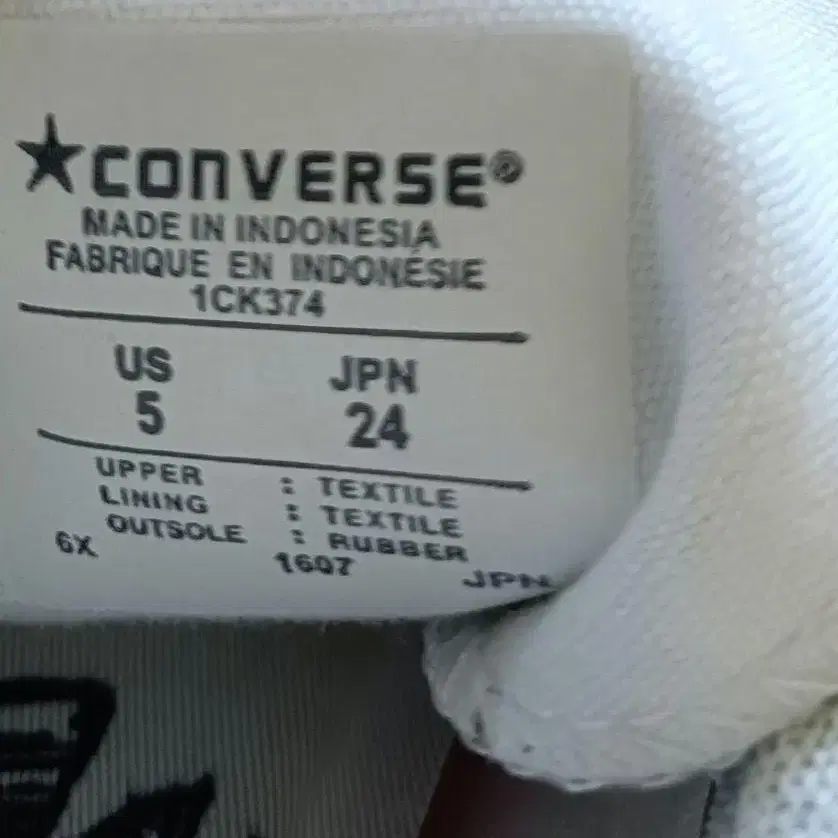 ★CONVERSE®
MADE IN INDONESIA
FABRIQUE EN INDONÉSIE
1CK374
US JPN
5 24
UPPER : TEXTILE
LINING : TEXTILE
OUTSOLE : RUBBER
6X 1607 JPN